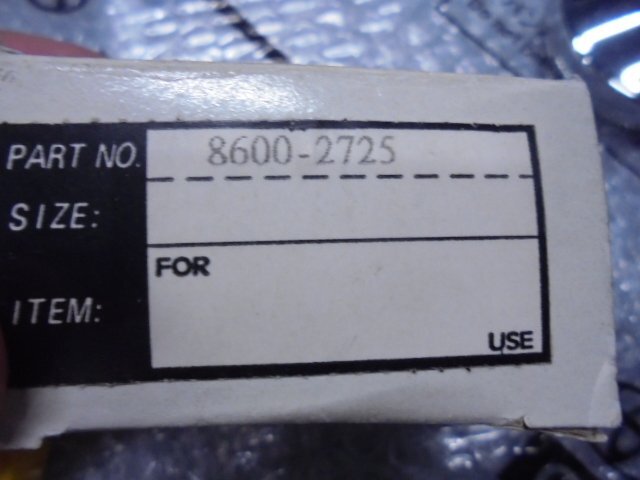 PART NO. 8600-2725
SIZE:
FOR
ITEM:
USE